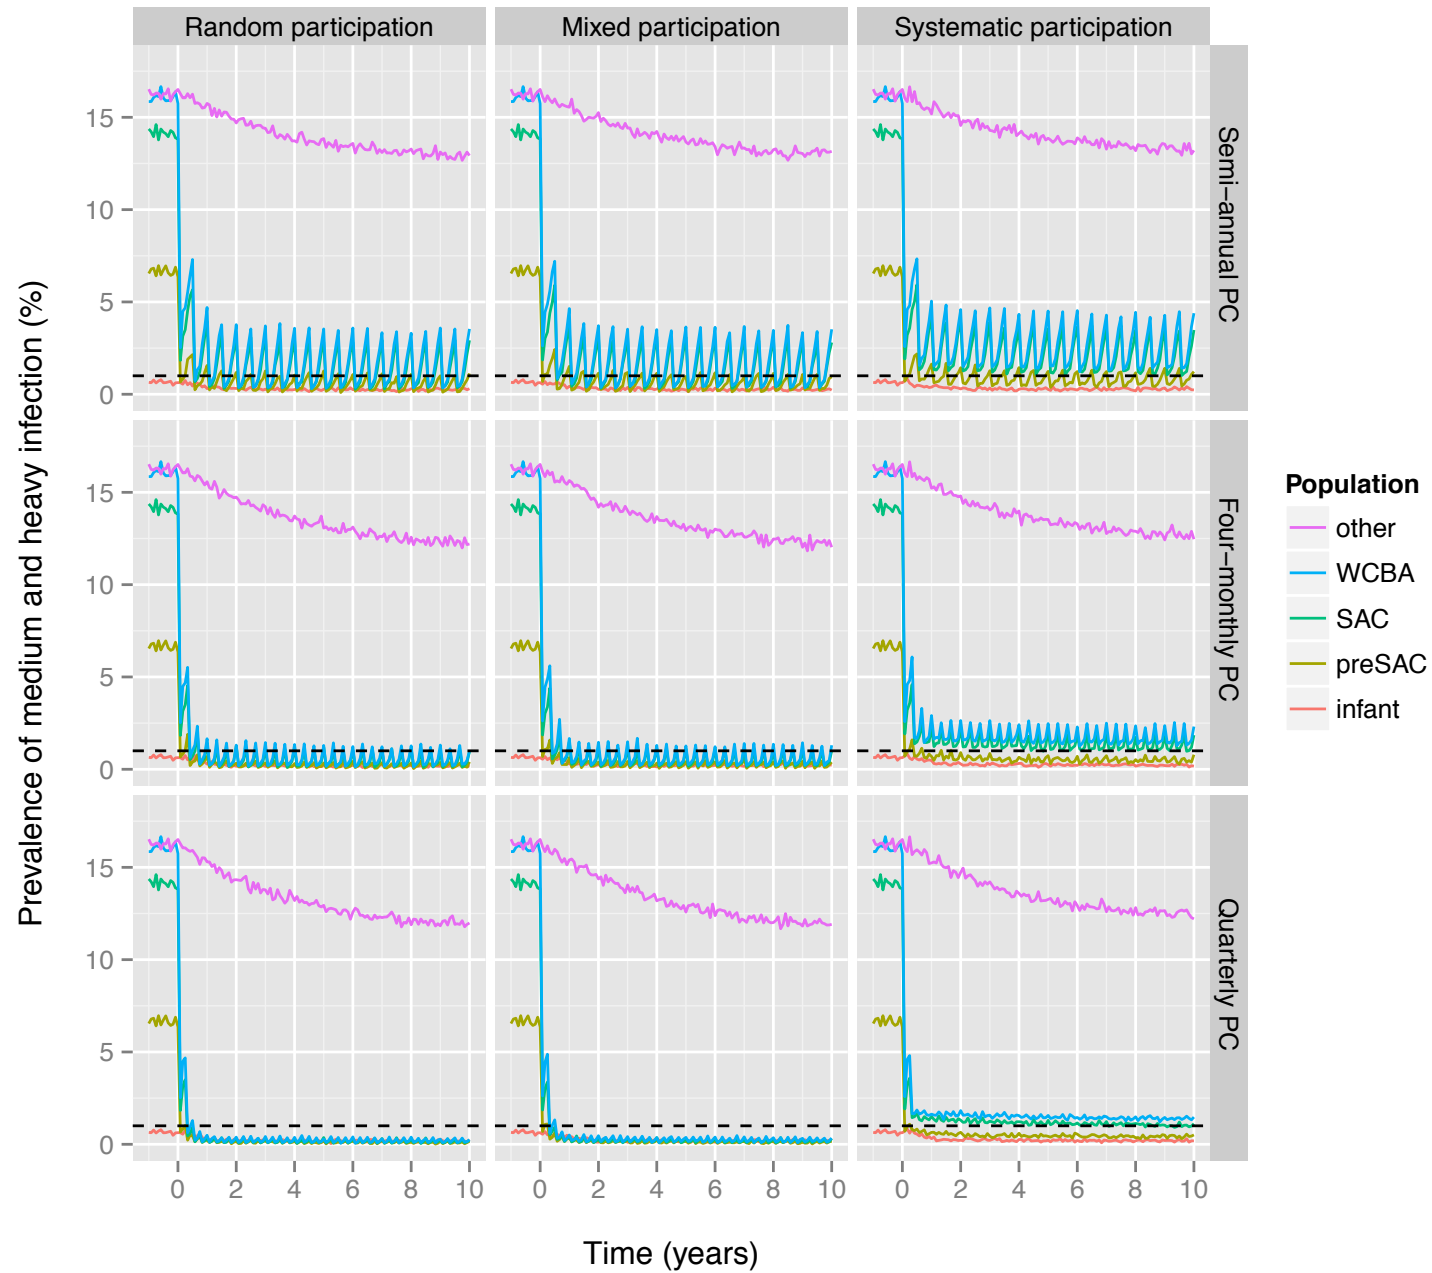 Random participation
Mixed participation
Systematic participation
Prevalence of medium and heavy infection (%)
15
10
5
0
Semi−annual PC
15
10
5
0
Four−monthly PC
15
10
5
0
Quarterly PC
0 2 4 6 8 10
0 2 4 6 8 10
0 2 4 6 8 10
Time (years)
Population
other
WCBA
SAC
preSAC
infant